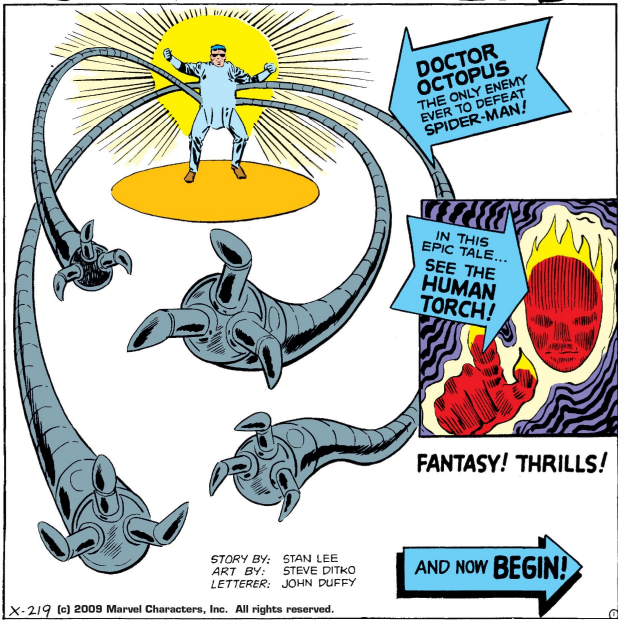 DOCTOR
OCTOPUS
THE ONLY ENEMY
EVER TO DEFEAT
SPIDER-MAN!
IN THIS
EPIC TALE...
SEE THE
HUMAN
TORCH!
FANTASY! THRILLS!
STORY BY: STAN LEE
ART BY: STEVE DITKO
LETTERER: JOHN DUFFY
AND NOW BEGIN!
X-219 (c) 2009 Marvel Characters, Inc. All rights reserved.
1